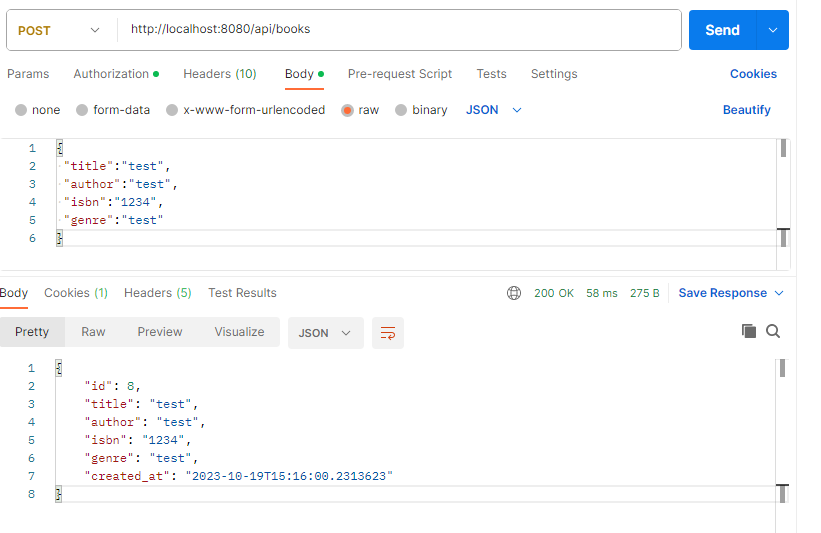 POST http://localhost:8080/api/books Send
Params Authorization Headers (10) Body Pre-request Script Tests Settings Cookies
none form-data x-www-form-urlencoded raw binary JSON Beautify
1 {
2 "title":"test",
3 "author":"test",
4 "isbn":"1234",
5 "genre":"test"
6 }
Body Cookies (1) Headers (5) Test Results 200 OK 58 ms 275 B Save Response
Pretty Raw Preview Visualize JSON
1 {
2 "id": 8,
3 "title": "test",
4 "author": "test",
5 "isbn": "1234",
6 "genre": "test",
7 "created_at": "2023-10-19T15:16:00.2313623"
8 }